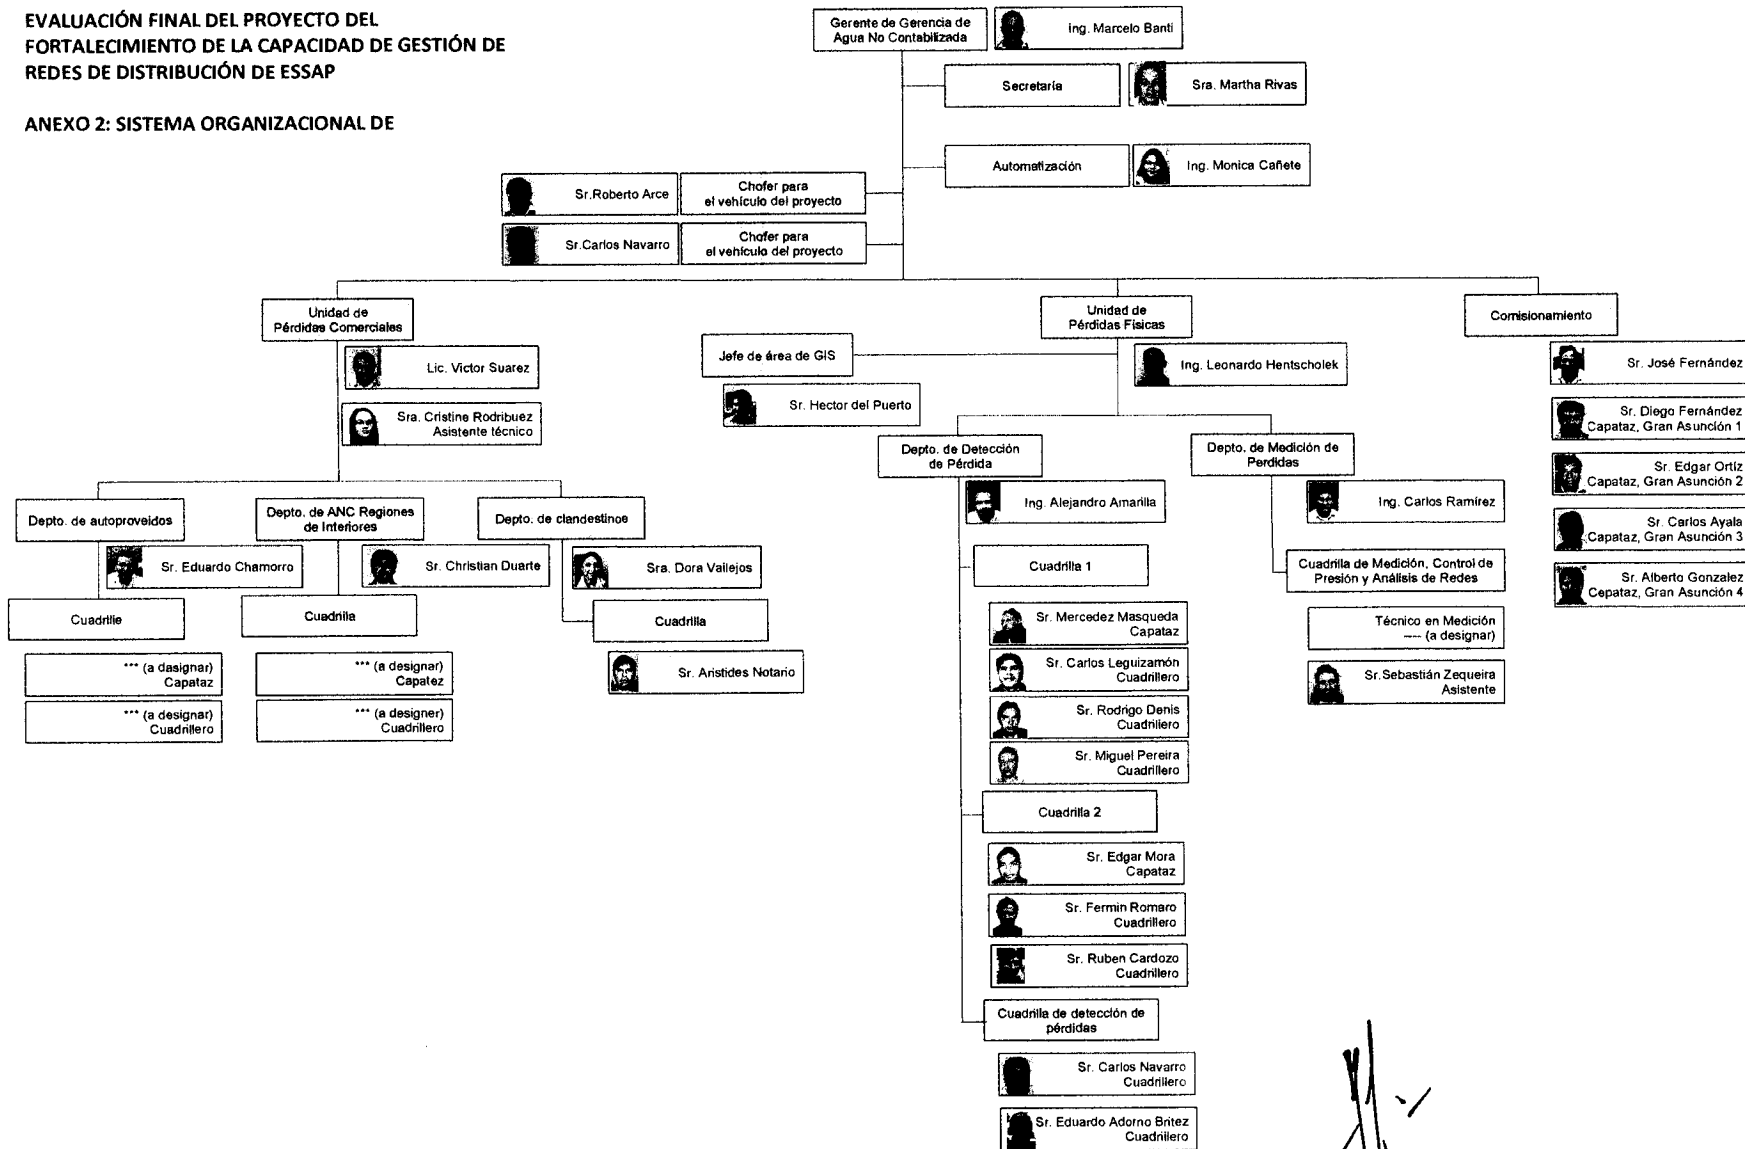 EVALUACIÓN FINAL DEL PROYECTO DEL
FORTALECIMIENTO DE LA CAPACIDAD DE GESTIÓN DE
REDES DE DISTRIBUCIÓN DE ESSAP
ANEXO 2: SISTEMA ORGANIZACIONAL DE
Gerente de Gerencia de
Agua No Contabilizada
Ing. Marcelo Banti
Secretaría
Sra. Martha Rivas
Automatización
Ing. Monica Cañete
Sr.Roberto Arce
Chofer para
el vehículo del proyecto
Sr.Carlos Navarro
Chofer para
el vehículo del proyecto
Unidad de
Pérdidas Comerciales
Lic. Victor Suarez
Sra. Cristine Rodribuez
Asistente técnico
Unidad de
Pérdidas Físicas
Jefe de área de GIS
Ing. Leonardo Hentscholek
Sr. Hector del Puerto
Comisionamiento
Sr. José Fernández
Sr. Diego Fernández
Capataz, Gran Asunción 1
Sr. Edgar Ortíz
Capataz, Gran Asunción 2
Sr. Carlos Ayala
Capataz, Gran Asunción 3
Sr. Alberto Gonzalez
Cepataz, Gran Asunción 4
Depto. de autoproveidos
Sr. Eduardo Chamorro
Cuadrille
*** (a dasignar)
Capataz
*** (a designar)
Cuadrillero
Depto. de ANC Regiones
de Interiores
Sr. Christian Duarte
Cuadrilla
*** (a designar)
Capatez
*** (a designer)
Cuadrillero
Depto. de clandestinoe
Sra. Dora Vallejos
Cuadrilla
Sr. Aristides Notario
Depto. de Detección
de Pérdida
Ing. Alejandro Amarilla
Cuadrilla 1
Sr. Mercedez Masqueda
Capataz
Sr. Carlos Leguizamón
Cuadrillero
Sr. Rodrigo Denis
Cuadrillero
Sr. Miguel Pereira
Cuadrillero
Cuadrilla 2
Sr. Edgar Mora
Capataz
Sr. Fermin Romaro
Cuadrillero
Sr. Ruben Cardozo
Cuadrillero
Cuadrilla de detección de
pérdidas
Sr. Carlos Navarro
Cuadrillero
Sr. Eduardo Adorno Britez
Cuadrillero
Depto. de Medición de
Perdidas
Ing. Carlos Ramírez
Cuadrilla de Medición, Control de
Presión y Análisis de Redes
Técnico en Medición
---- (a designar)
Sr.Sebastián Zequeira
Asistente